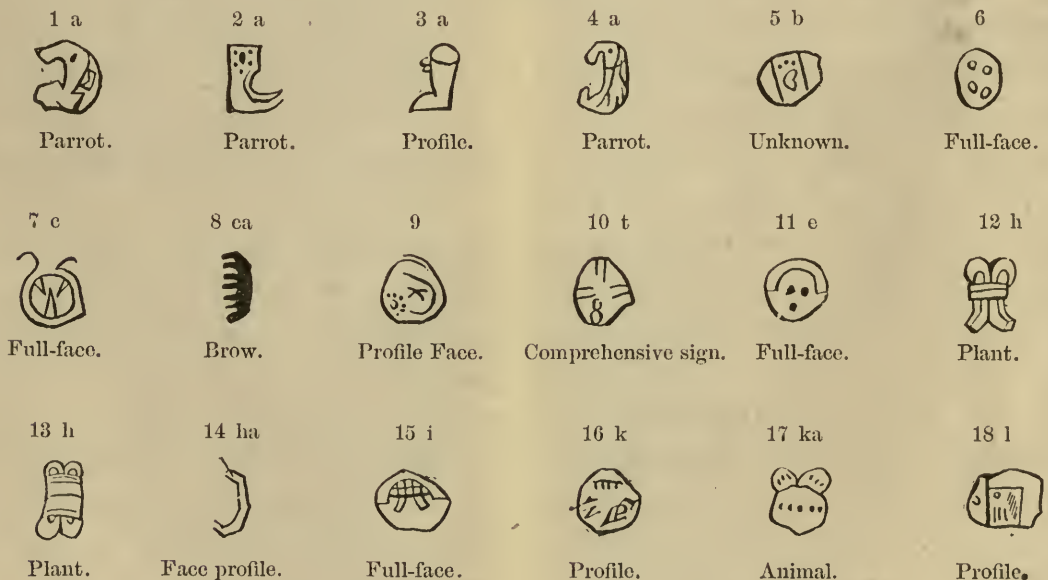 1 a 2 a 3 a 4 a 5 b 6
Parrot. Parrot. Profile. Parrot. Unknown. Full-face.
7 c 8 ca 9 10 t 11 e 12 h
Full-face. Brow. Profile Face. Comprehensive sign. Full-face. Plant.
13 h 14 ha 15 i 16 k 17 ka 18 l
Plant. Face profile. Full-face. Profile. Animal. Profile.